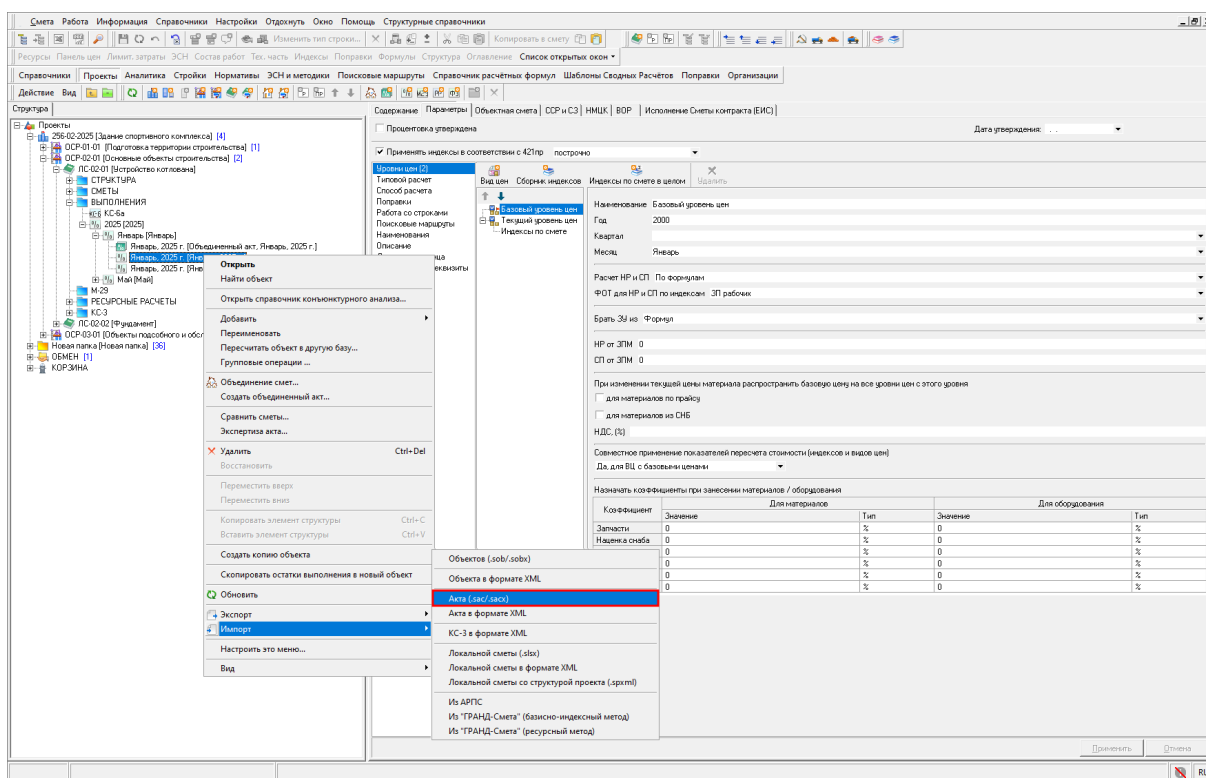 Смета Работа Информация Справочники Настройки Отдохнуть Окно Помощь Структурные справочники
Изменить тип строки...
Копировать в смету
Ресурсы Панель цен Лимит. затраты ЭСН Состав работ Тех. часть Индексы Поправки Формулы Структура Оглавление Список открытых окон
Справочники Проекты Аналитика Стройки Нормативы ЭСН и методики Поисковые маршруты Справочник расчётных формул Шаблоны Сводных Расчётов Поправки Организации
Действие Вид
Структура
Проекты
256-02-2025 [Здание спортивного комплекса] [4]
ОСР-01-01 [Подготовка территории строительства] [1]
ОСР-02-01 [Основные объекты строительства] [2]
ЛС-02-01 [Устройство котлована]
СТРУКТУРА
СМЕТЫ
ВЫПОЛНЕНИЯ
КС-6а
2025 [2025]
Январь [Январь]
Январь, 2025 г. [Объединенный акт, Январь, 2025 г.]
Январь, 2025 г. [Янв
Январь, 2025 г. [Янв
Май [Май]
М-29
РЕСУРСНЫЕ РАСЧЕТЫ
КС-3
ЛС-02-02 [Фундамент]
ОСР-03-01 [Объекты подсобного и обс
Новая папка [Новая папка] [36]
ОБМЕН [1]
КОРЗИНА
Открыть
Найти объект
Открыть справочник конъюнктурного анализа...
Добавить
Переименовать
Пересчитать объект в другую базу...
Групповые операции ...
Объединение смет...
Создать объединенный акт...
Сравнить сметы...
Экспертиза акта...
Удалить Ctrl+Del
Восстановить
Переместить вверх
Переместить вниз
Копировать элемент структуры Ctrl+C
Вставить элемент структуры Ctrl+V
Создать копию объекта
Скопировать остатки выполнения в новый объект
Обновить
Экспорт
Импорт
Настроить это меню...
Вид
Объектов (.sob/.sobx)
Объекта в формате XML
Акта (.sac/.sacx)
Акта в формате XML
КС-3 в формате XML
Локальной сметы (.slsx)
Локальной сметы в формате XML
Локальной сметы со структурой проекта (.spxml)
Из АРПС
Из "ГРАНД-Смета" (базисно-индексный метод)
Из "ГРАНД-Смета" (ресурсный метод)
Содержание Параметры Объектная смета ССР и СЗ НМЦК ВОР Исполнение Сметы контракта (ЕИС)
Процентовка утверждена Дата утверждения: . .
Применять индексы в соответствии с 421пр построчно
Уровни цен (2)
Типовой расчет
Способ расчета
Поправки
Работа со строками
Поисковые маршруты
Наименования
Описание
ца
еквизиты
Вид цен Сборник индексов Индексы по смете в целом Удалить
Базовый уровень цен
Текущий уровень цен
Индексы по смете
Наименование Базовый уровень цен
Год 2000
Квартал
Месяц Январь
Расчет НР и СП По формулам
ФОТ для НР и СП по индексам ЗП рабочих
Брать ЗУ из Формул
НР от ЗПМ 0
СП от ЗПМ 0
При изменении текущей цены материала распространить базовую цену на все уровни цен с этого уровня
для материалов по прайсу
для материалов из СНБ
НДС, (%)
Совместное применение показателей пересчета стоимости (индексов и видов цен)
Да, для ВЦ с базовыми ценами
Назначать коэффициенты при занесении материалов / оборудования
Коэффициент Для материалов Для оборудования
Значение Тип Значение Тип
Запчасти 0 % 0 %
Наценка снаба 0 % 0 %
0 % 0 %
0 % 0 %
0 % 0 %
0 % 0 %
Применить Отмена
RU